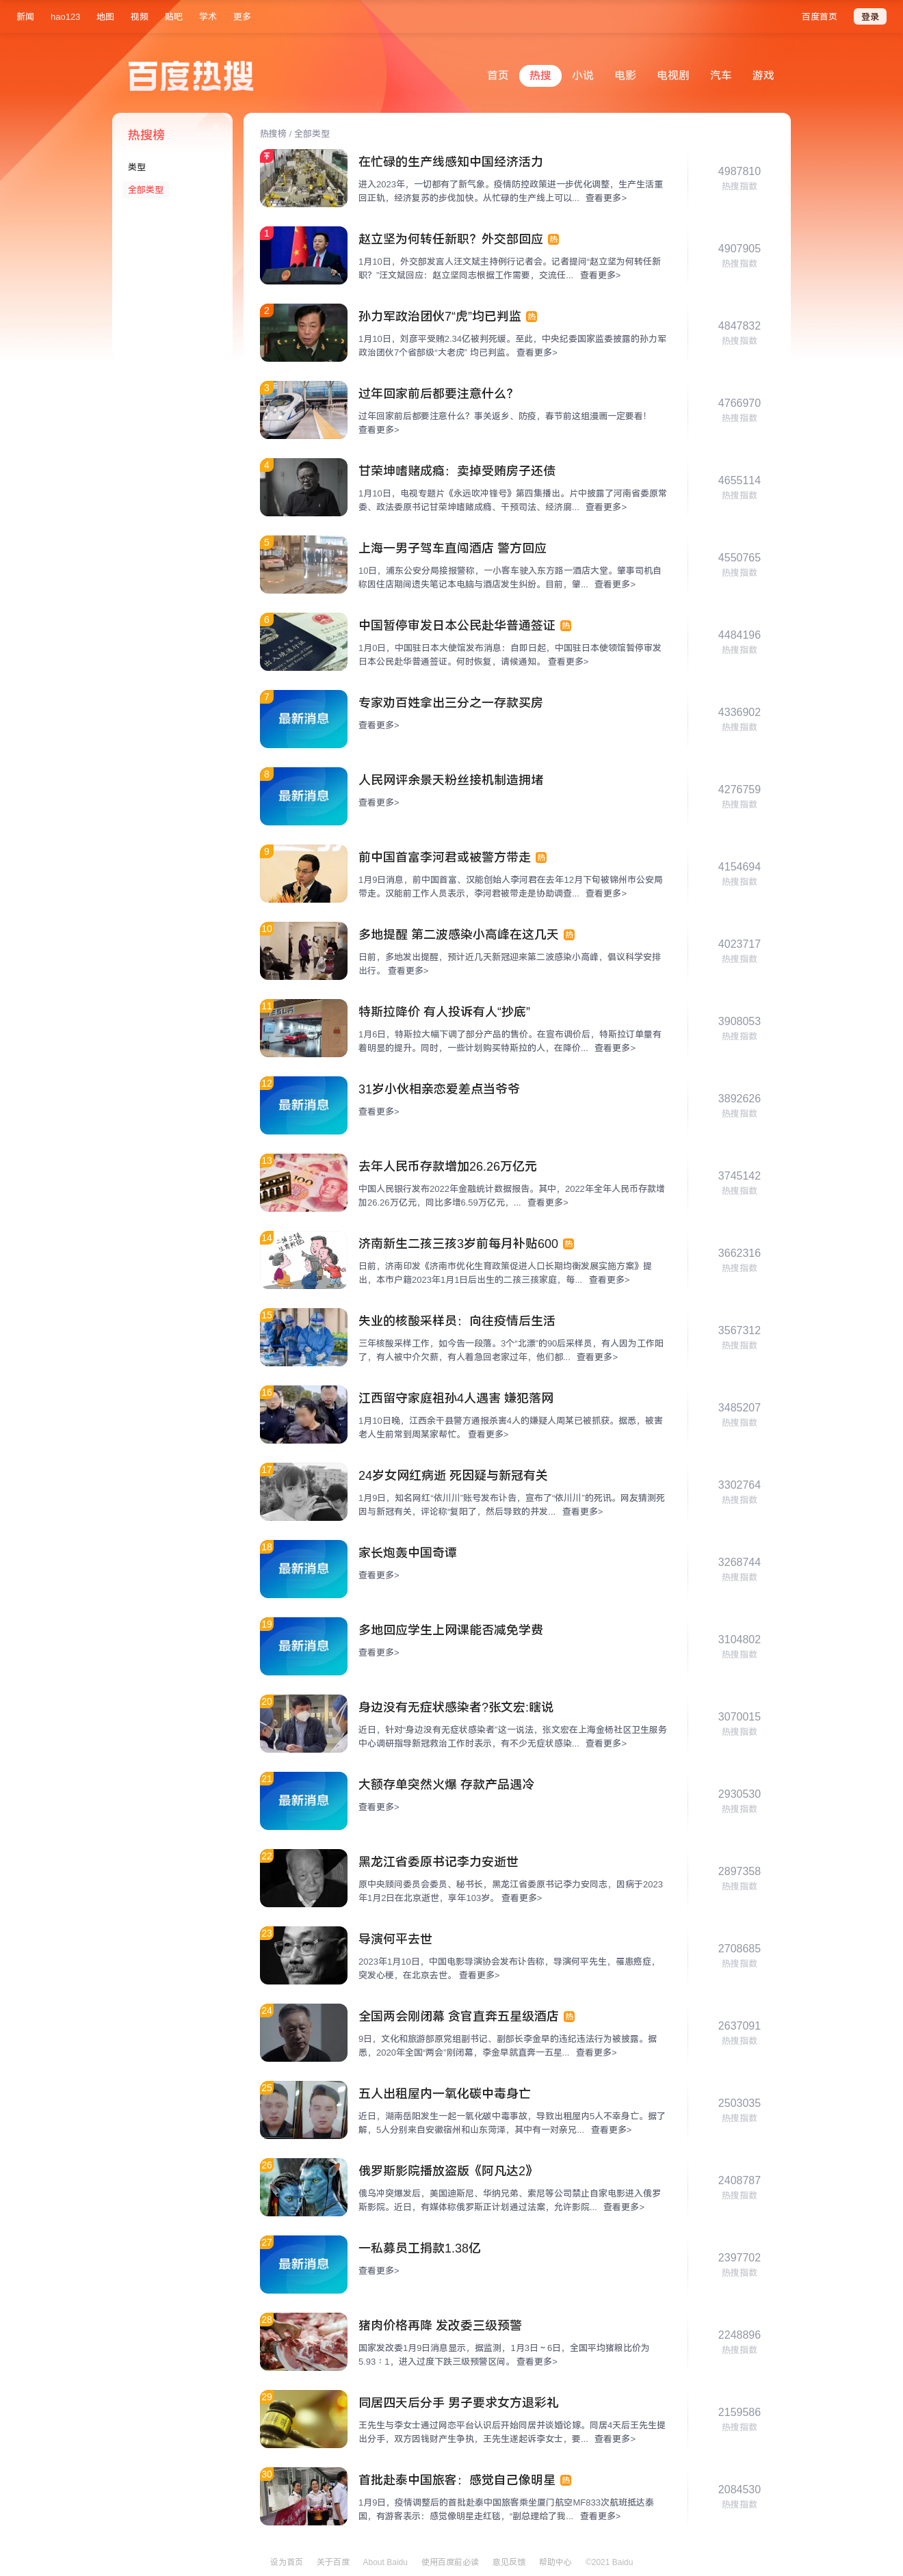 新闻 hao123 地图 视频 贴吧 学术 更多 百度首页 登录
百度热搜 首页 热搜 小说 电影 电视剧 汽车 游戏
热搜榜
类型
全部类型
热搜榜 / 全部类型
在忙碌的生产线感知中国经济活力
进入2023年，一切都有了新气象。疫情防控政策进一步优化调整，生产生活重
回正轨，经济复苏的步伐加快。从忙碌的生产线上可以... 查看更多>
4987810
热搜指数
1
赵立坚为何转任新职？外交部回应 热
1月10日，外交部发言人汪文斌主持例行记者会。记者提问“赵立坚为何转任新
职？”汪文斌回应：赵立坚同志根据工作需要，交流任... 查看更多>
4907905
热搜指数
2
孙力军政治团伙7“虎”均已判监 热
1月10日，刘彦平受贿2.34亿被判死缓。至此，中央纪委国家监委披露的孙力军
政治团伙7个省部级“大老虎” 均已判监。 查看更多>
4847832
热搜指数
3
过年回家前后都要注意什么？
过年回家前后都要注意什么？事关返乡、防疫，春节前这组漫画一定要看！
查看更多>
4766970
热搜指数
4
甘荣坤嗜赌成瘾：卖掉受贿房子还债
1月10日，电视专题片《永远吹冲锋号》第四集播出。片中披露了河南省委原常
委、政法委原书记甘荣坤嗜赌成瘾、干预司法、经济腐... 查看更多>
4655114
热搜指数
5
上海一男子驾车直闯酒店 警方回应
10日，浦东公安分局接报警称，一小客车驶入东方路一酒店大堂。肇事司机自
称因住店期间遗失笔记本电脑与酒店发生纠纷。目前，肇... 查看更多>
4550765
热搜指数
6
中国暂停审发日本公民赴华普通签证 热
1月0日，中国驻日本大使馆发布消息：自即日起，中国驻日本使领馆暂停审发
日本公民赴华普通签证。何时恢复，请候通知。 查看更多>
4484196
热搜指数
7
最新消息
专家劝百姓拿出三分之一存款买房
查看更多>
4336902
热搜指数
8
最新消息
人民网评余景天粉丝接机制造拥堵
查看更多>
4276759
热搜指数
9
前中国首富李河君或被警方带走 热
1月9日消息，前中国首富、汉能创始人李河君在去年12月下旬被锦州市公安局
带走。汉能前工作人员表示，李河君被带走是协助调查... 查看更多>
4154694
热搜指数
10
多地提醒 第二波感染小高峰在这几天 热
日前，多地发出提醒，预计近几天新冠迎来第二波感染小高峰，倡议科学安排
出行。 查看更多>
4023717
热搜指数
11
特斯拉降价 有人投诉有人“抄底”
1月6日，特斯拉大幅下调了部分产品的售价。在宣布调价后，特斯拉订单量有
着明显的提升。同时，一些计划购买特斯拉的人，在降价... 查看更多>
3908053
热搜指数
12
最新消息
31岁小伙相亲恋爱差点当爷爷
查看更多>
3892626
热搜指数
13
去年人民币存款增加26.26万亿元
中国人民银行发布2022年金融统计数据报告。其中，2022年全年人民币存款增
加26.26万亿元，同比多增6.59万亿元，... 查看更多>
3745142
热搜指数
14
济南新生二孩三孩3岁前每月补贴600 热
日前，济南印发《济南市优化生育政策促进人口长期均衡发展实施方案》提
出，本市户籍2023年1月1日后出生的二孩三孩家庭，每... 查看更多>
3662316
热搜指数
15
失业的核酸采样员：向往疫情后生活
三年核酸采样工作，如今告一段落。3个“北漂”的90后采样员，有人因为工作阳
了，有人被中介欠薪，有人着急回老家过年，他们都... 查看更多>
3567312
热搜指数
16
江西留守家庭祖孙4人遇害 嫌犯落网
1月10日晚，江西余干县警方通报杀害4人的嫌疑人周某已被抓获。据悉，被害
老人生前常到周某家帮忙。 查看更多>
3485207
热搜指数
17
24岁女网红病逝 死因疑与新冠有关
1月9日，知名网红“依川川”账号发布讣告，宣布了“依川川”的死讯。网友猜测死
因与新冠有关，评论称“复阳了，然后导致的并发... 查看更多>
3302764
热搜指数
18
最新消息
家长炮轰中国奇谭
查看更多>
3268744
热搜指数
19
最新消息
多地回应学生上网课能否减免学费
查看更多>
3104802
热搜指数
20
身边没有无症状感染者?张文宏:瞎说
近日，针对“身边没有无症状感染者”这一说法，张文宏在上海金杨社区卫生服务
中心调研指导新冠救治工作时表示，有不少无症状感染... 查看更多>
3070015
热搜指数
21
最新消息
大额存单突然火爆 存款产品遇冷
查看更多>
2930530
热搜指数
22
黑龙江省委原书记李力安逝世
原中央顾问委员会委员、秘书长，黑龙江省委原书记李力安同志，因病于2023
年1月2日在北京逝世，享年103岁。 查看更多>
2897358
热搜指数
23
导演何平去世
2023年1月10日，中国电影导演协会发布讣告称，导演何平先生，罹患癌症，
突发心梗，在北京去世。 查看更多>
2708685
热搜指数
24
全国两会刚闭幕 贪官直奔五星级酒店 热
9日，文化和旅游部原党组副书记、副部长李金早的违纪违法行为被披露。据
悉，2020年全国“两会”刚闭幕，李金早就直奔一五星... 查看更多>
2637091
热搜指数
25
五人出租屋内一氧化碳中毒身亡
近日，湖南岳阳发生一起一氧化碳中毒事故，导致出租屋内5人不幸身亡。据了
解，5人分别来自安徽宿州和山东菏泽，其中有一对亲兄... 查看更多>
2503035
热搜指数
26
俄罗斯影院播放盗版《阿凡达2》
俄乌冲突爆发后，美国迪斯尼、华纳兄弟、索尼等公司禁止自家电影进入俄罗
斯影院。近日，有媒体称俄罗斯正计划通过法案，允许影院... 查看更多>
2408787
热搜指数
27
最新消息
一私募员工捐款1.38亿
查看更多>
2397702
热搜指数
28
猪肉价格再降 发改委三级预警
国家发改委1月9日消息显示，据监测，1月3日～6日，全国平均猪粮比价为
5.93∶1，进入过度下跌三级预警区间。 查看更多>
2248896
热搜指数
29
同居四天后分手 男子要求女方退彩礼
王先生与李女士通过网恋平台认识后开始同居并谈婚论嫁。同居4天后王先生提
出分手，双方因钱财产生争执，王先生遂起诉李女士，要... 查看更多>
2159586
热搜指数
30
首批赴泰中国旅客：感觉自己像明星 热
1月9日，疫情调整后的首批赴泰中国旅客乘坐厦门航空MF833次航班抵达泰
国，有游客表示：感觉像明星走红毯，“副总理给了我... 查看更多>
2084530
热搜指数
设为首页 关于百度 About Baidu 使用百度前必读 意见反馈 帮助中心 ©2021 Baidu